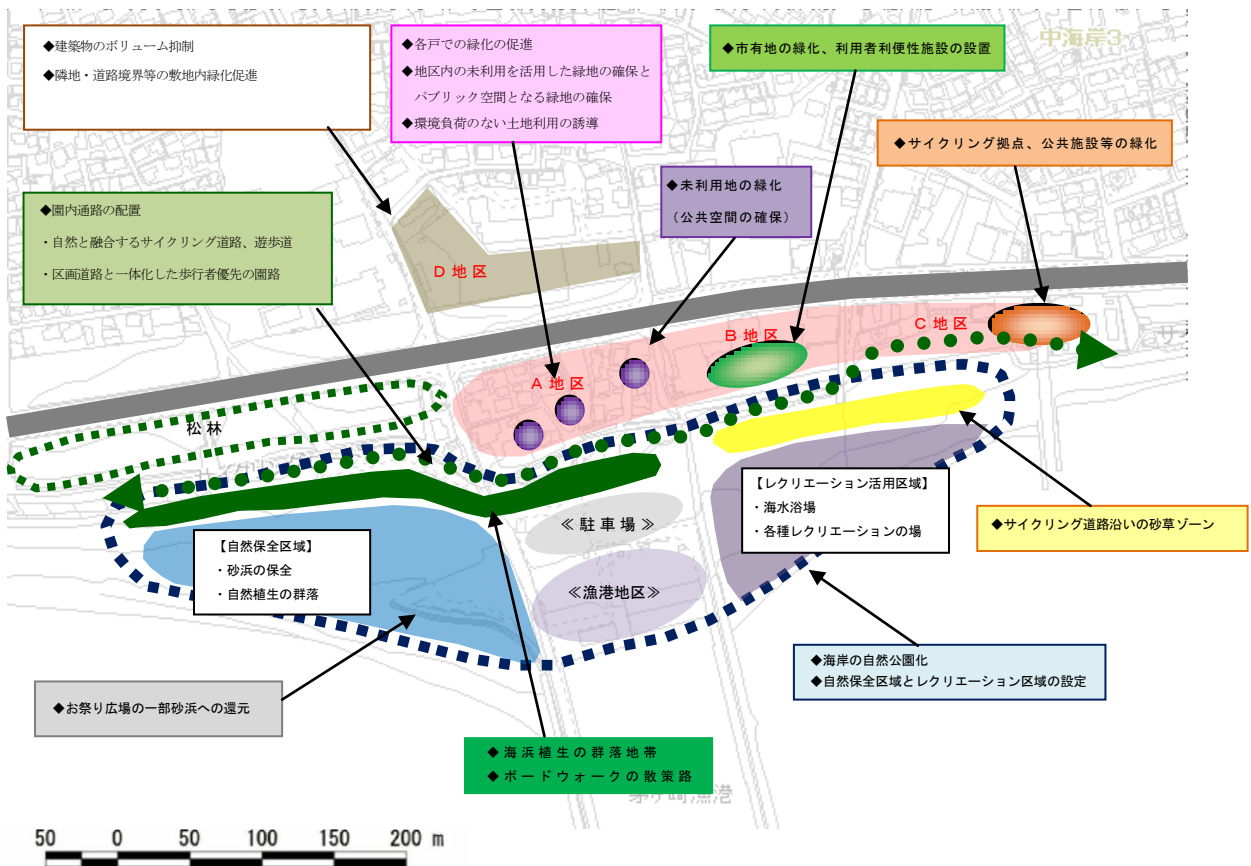 ◆建築物のボリューム抑制
◆隣地・道路境界等の敷地内緑化促進
◆各戸での緑化の促進
◆地区内の未利用を活用した緑地の確保と
パブリック空間となる緑地の確保
◆環境負荷のない土地利用の誘導
◆市有地の緑化、利用者利便性施設の設置
中海岸3
◆サイクリング拠点、公共施設等の緑化
◆未利用地の緑化
(公共空間の確保)
◆園内通路の配置
・自然と融合するサイクリング道路、遊歩道
・区画道路と一体化した歩行者優先の園路
D地区
C地区
B地区
A地区
松林
【レクリエーション活用区域】
・海水浴場
・各種レクリエーションの場
≪駐車場≫
◆サイクリング道路沿いの砂草ゾーン
【自然保全区域】
・砂浜の保全
・自然植生の群落
≪漁港地区≫
◆海岸の自然公園化
◆自然保全区域とレクリエーション区域の設定
◆お祭り広場の一部砂浜への還元
◆海浜植生の群落地帯
◆ボードウォークの散策路
茅ヶ崎漁港
50 0 50 100 150 200 m